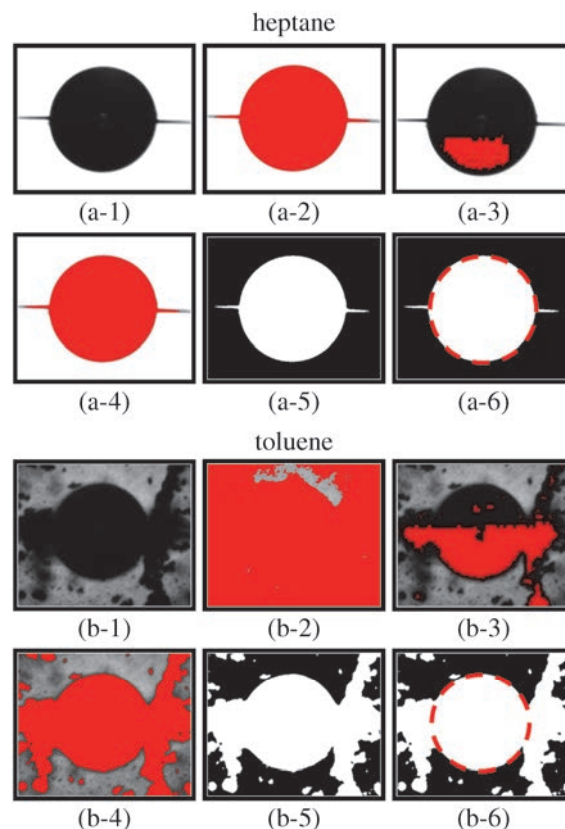 heptane
(a-1) (a-2) (a-3)
(a-4) (a-5) (a-6)
toluene
(b-1) (b-2) (b-3)
(b-4) (b-5) (b-6)